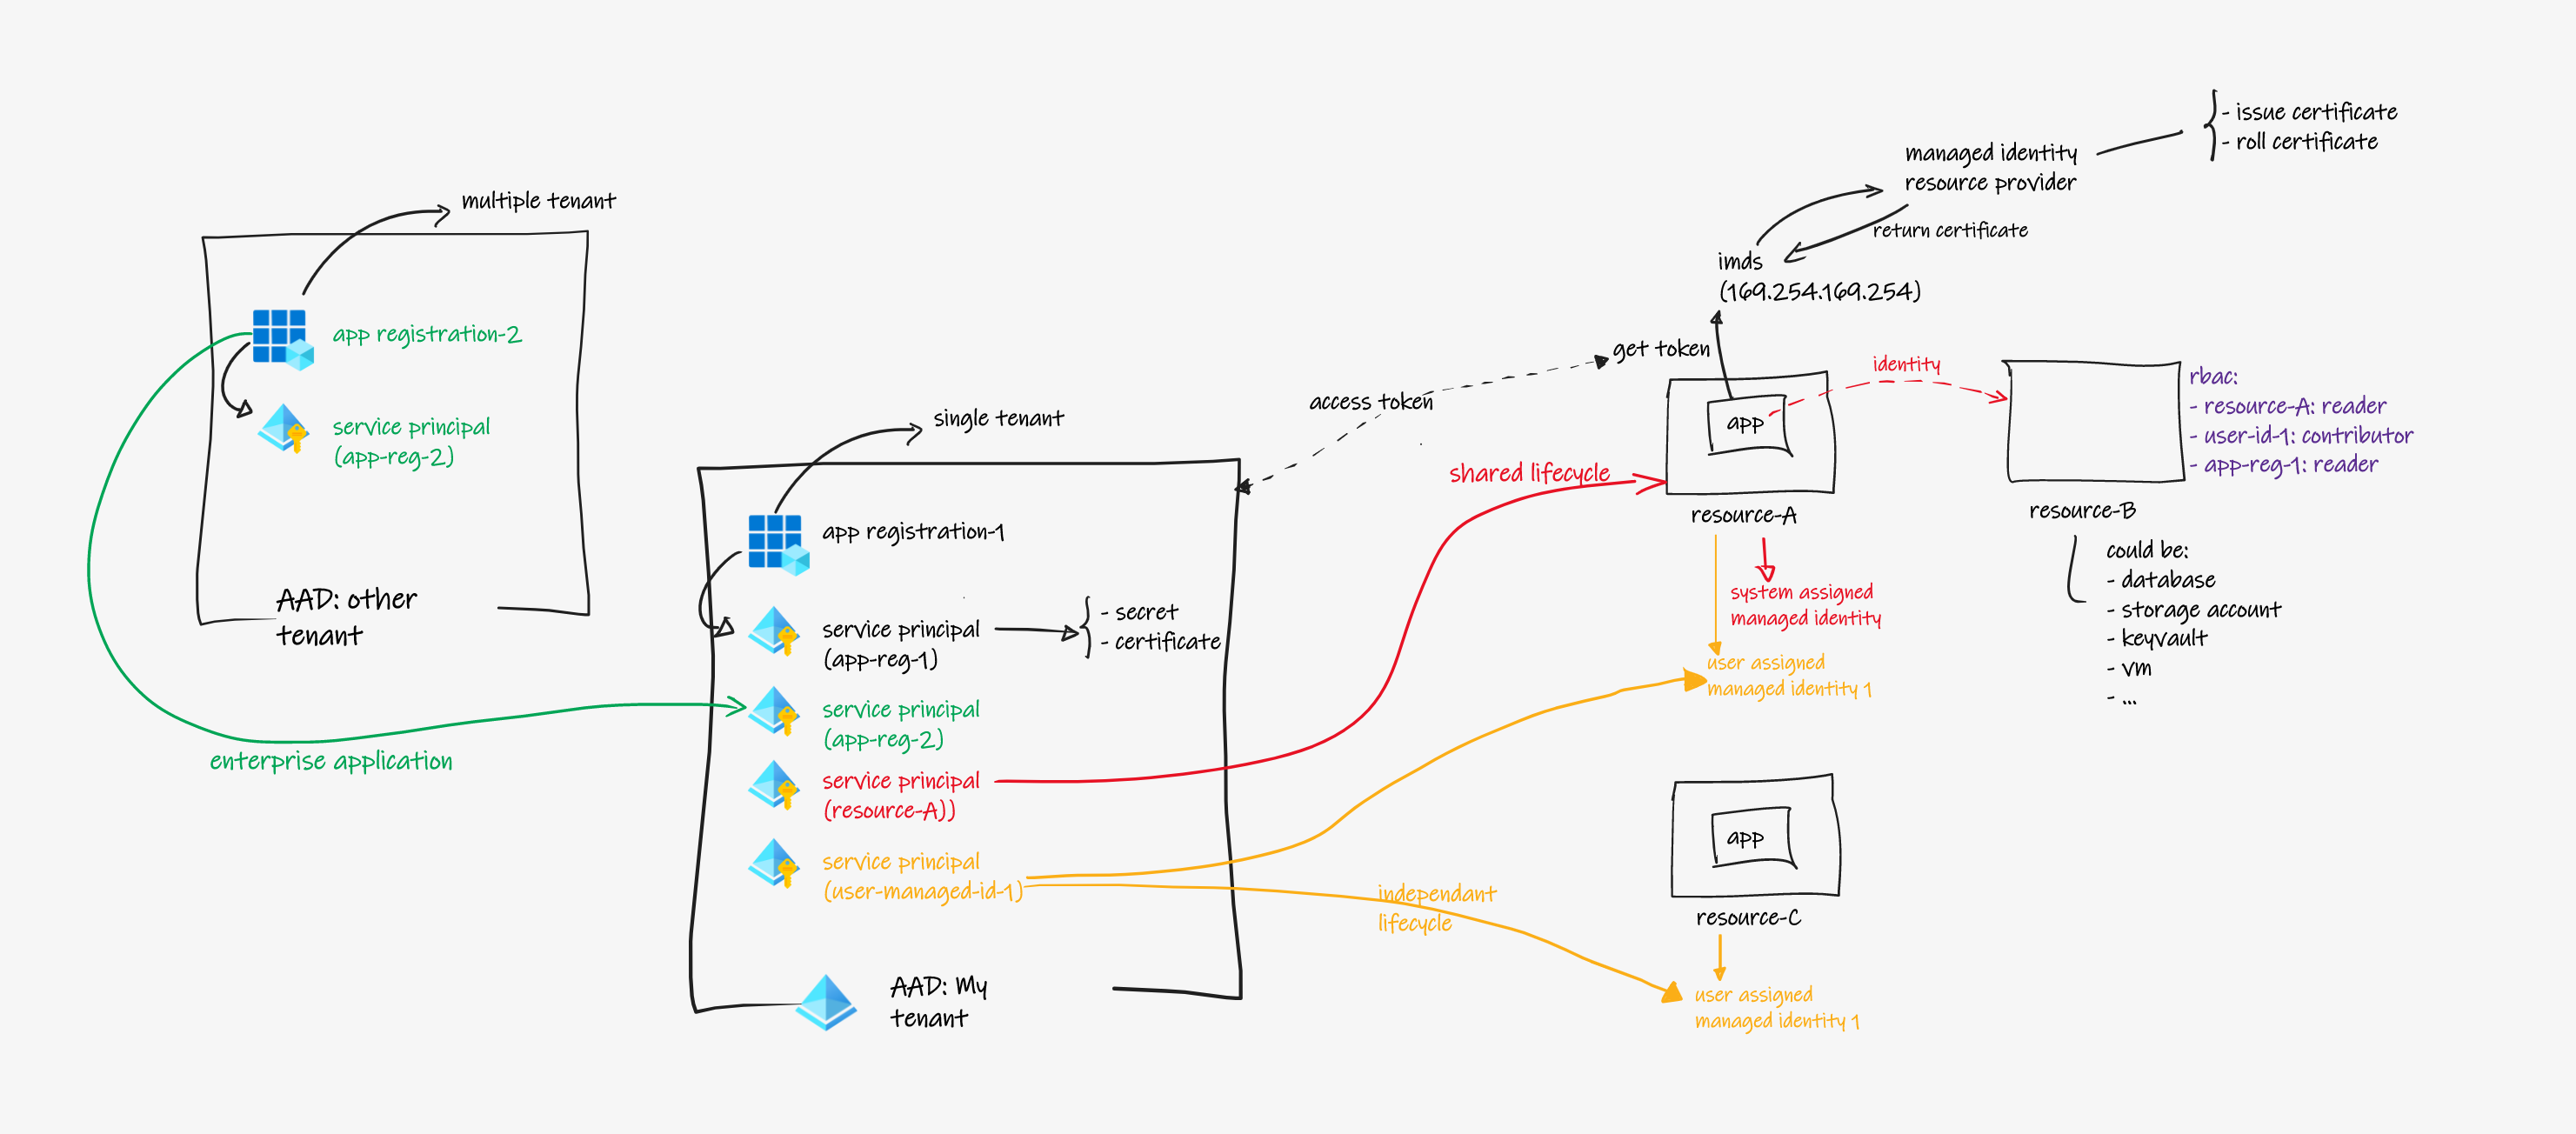 multiple tenant
app registration-2
service principal
(app-reg-2)
AAD: other
tenant
enterprise application
single tenant
app registration-1
service principal
(app-reg-1)
- secret
- certificate
service principal
(app-reg-2)
service principal
(resource-A))
service principal
(user-managed-id-1)
AAD: My
tenant
access token
get token
shared lifecycle
independant
lifecycle
imds
(169.254.169.254)
managed identity
resource provider
return certificate
- issue certificate
- roll certificate
app
resource-A
identity
system assigned
managed identity
user assigned
managed identity 1
rbac:
- resource-A: reader
- user-id-1: contributor
- app-reg-1: reader
resource-B
could be:
- database
- storage account
- keyvault
- vm
- ...
app
resource-C
user assigned
managed identity 1